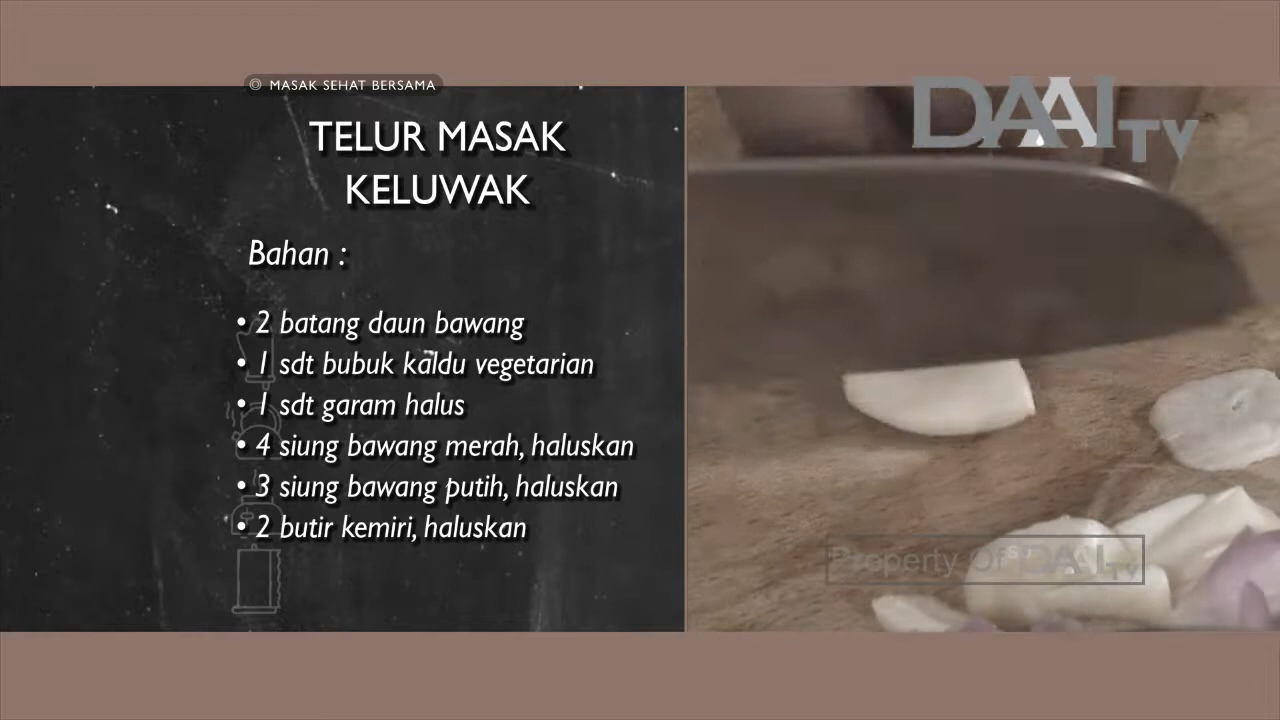 MASAK SEHAT BERSAMA
DAAI TV
TELUR MASAK
KELUWAK
Bahan :
• 2 batang daun bawang
• 1 sdt bubuk kaldu vegetarian
• 1 sdt garam halus
• 4 siung bawang merah, haluskan
• 3 siung bawang putih, haluskan
• 2 butir kemiri, haluskan
Property Of DAAI TV